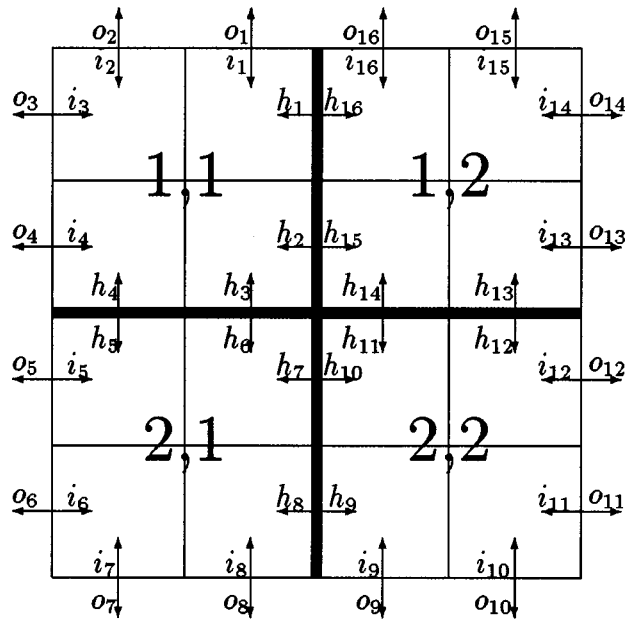 o₂ o₁ o₁₆ o₁₅
i₂ i₁ i₁₆ i₁₅
o₃ i₃ h₁ h₁₆ i₁₄ o₁₄
1,1 1,2
o₄ i₄ h₂ h₁₅ i₁₃ o₁₃
h₄ h₃ h₁₄ h₁₃
h₅ h₆ h₁₁ h₁₂
o₅ i₅ h₇ h₁₀ i₁₂ o₁₂
2,1 2,2
o₆ i₆ h₈ h₉ i₁₁ o₁₁
i₇ i₈ i₉ i₁₀
o₇ o₈ o₉ o₁₀